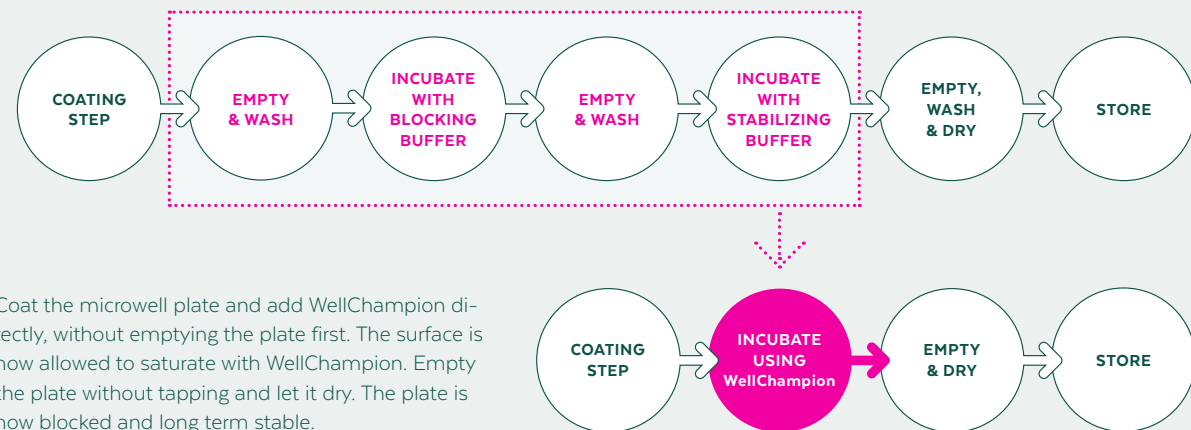 COATING
STEP
EMPTY
& WASH
INCUBATE
WITH
BLOCKING
BUFFER
EMPTY
& WASH
INCUBATE
WITH
STABILIZING
BUFFER
EMPTY,
WASH
& DRY
STORE
Coat the microwell plate and add WellChampion di-
rectly, without emptying the plate first. The surface is
now allowed to saturate with WellChampion. Empty
the plate without tapping and let it dry. The plate is
now blocked and long term stable.
COATING
STEP
INCUBATE
USING
WellChampion
EMPTY
& DRY
STORE